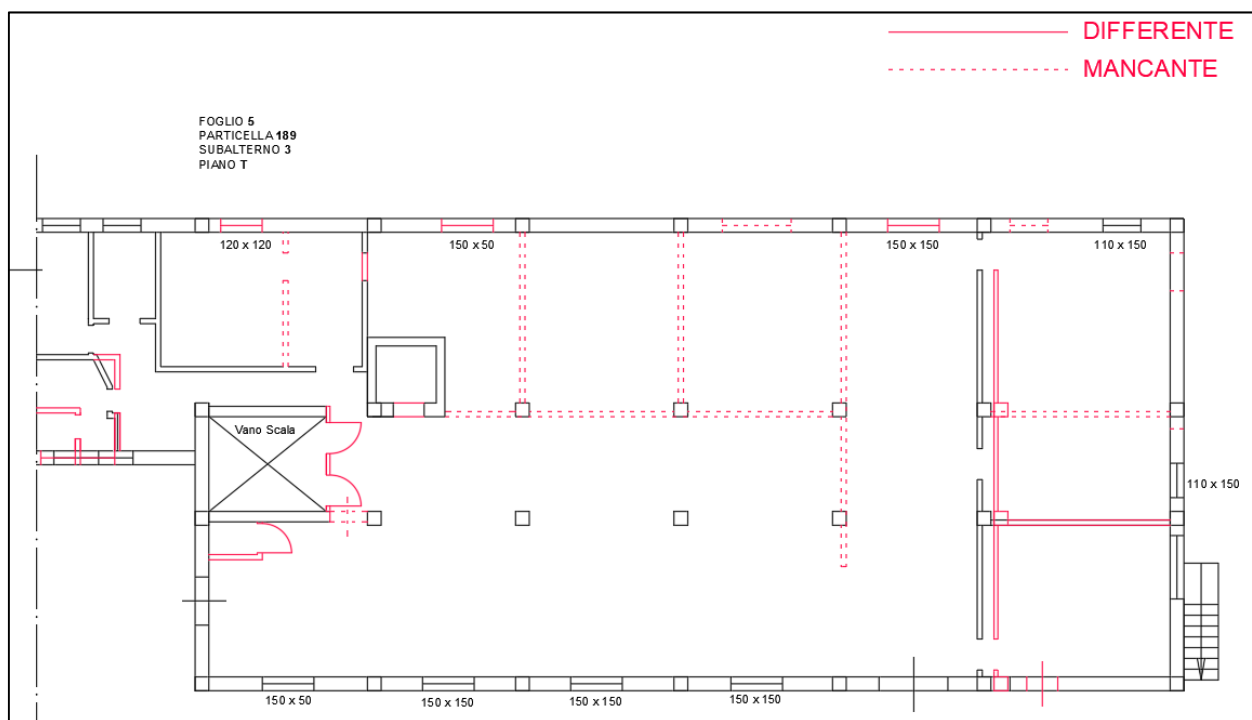 DIFFERENTE
MANCANTE
FOGLIO 5
PARTICELLA 189
SUBALTERNO 3
PIANO T
120 x 120
150 x 50
150 x 150
110 x 150
Vano Scala
110 x 150
150 x 50
150 x 150
150 x 150
150 x 150